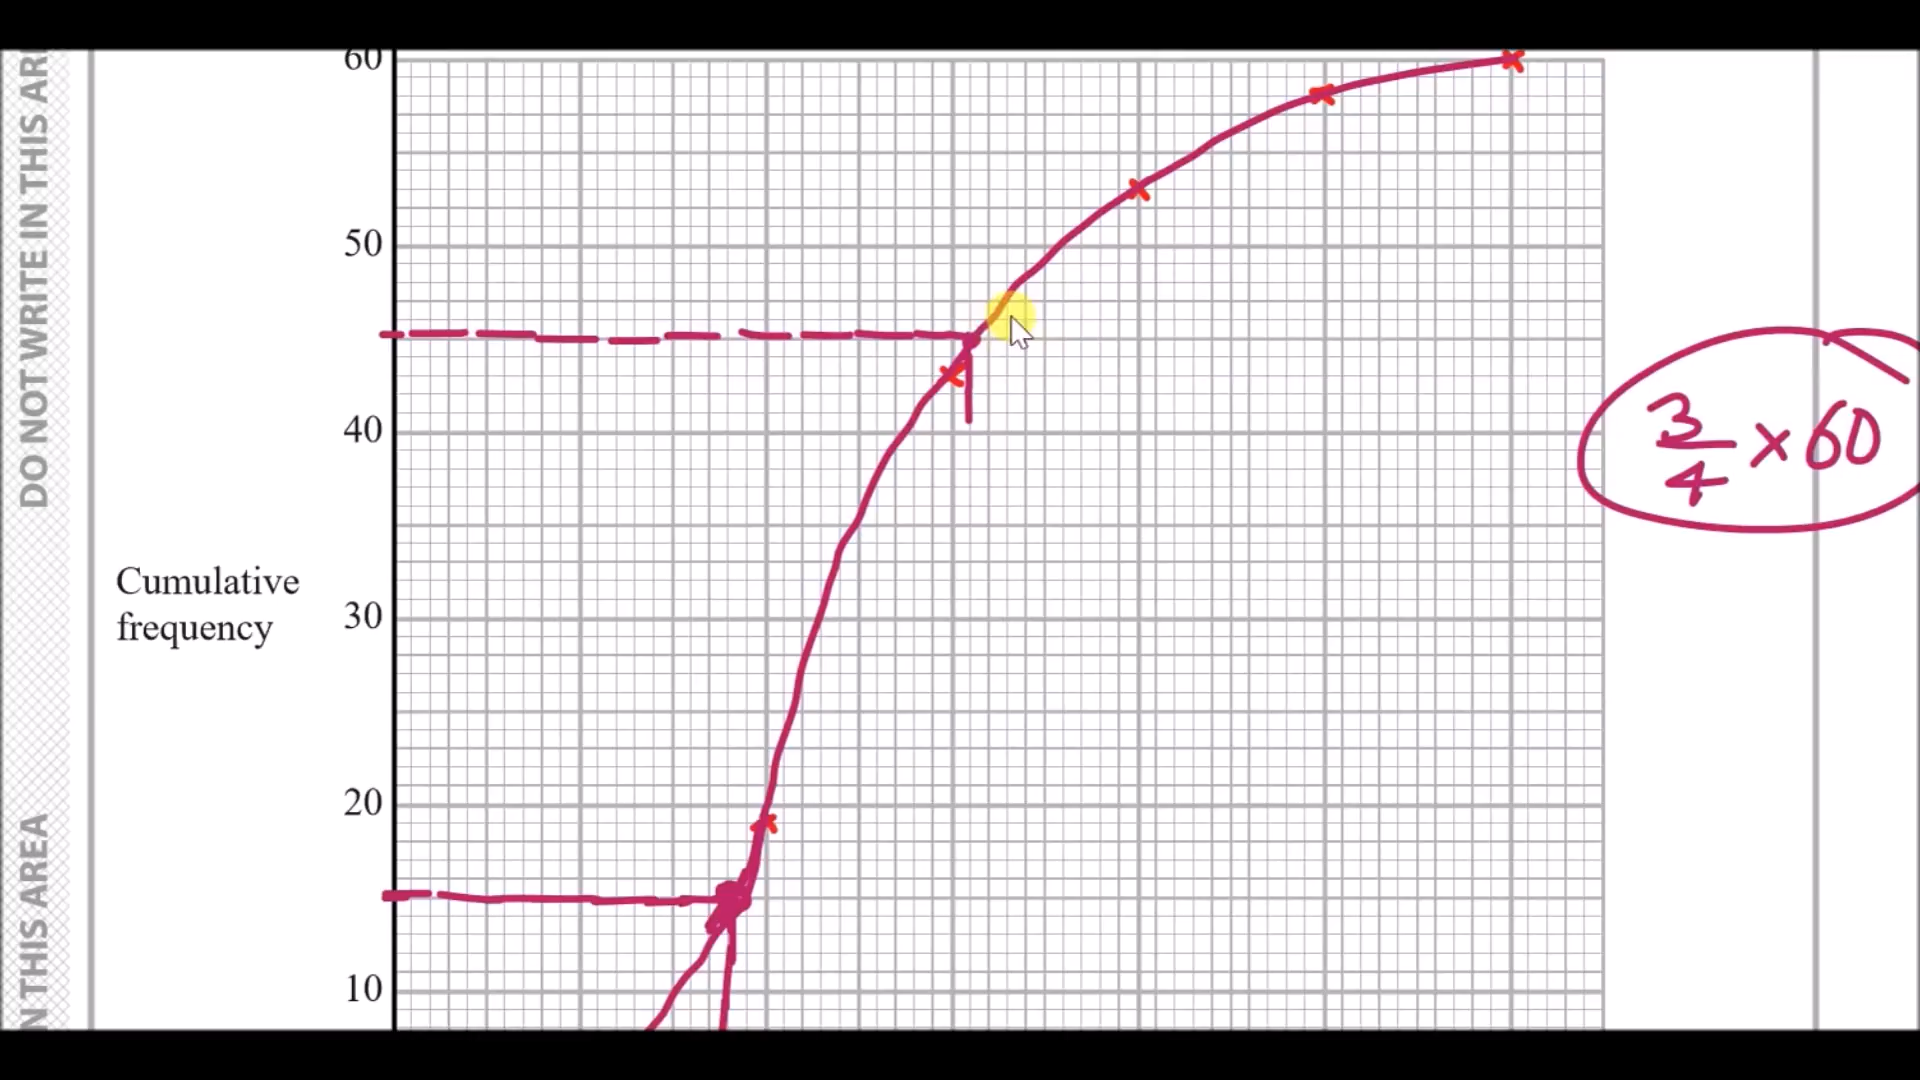 DO NOT WRITE IN THIS AR
N THIS AREA
60
50
40
30
20
10
Cumulative
frequency
3/4 × 60